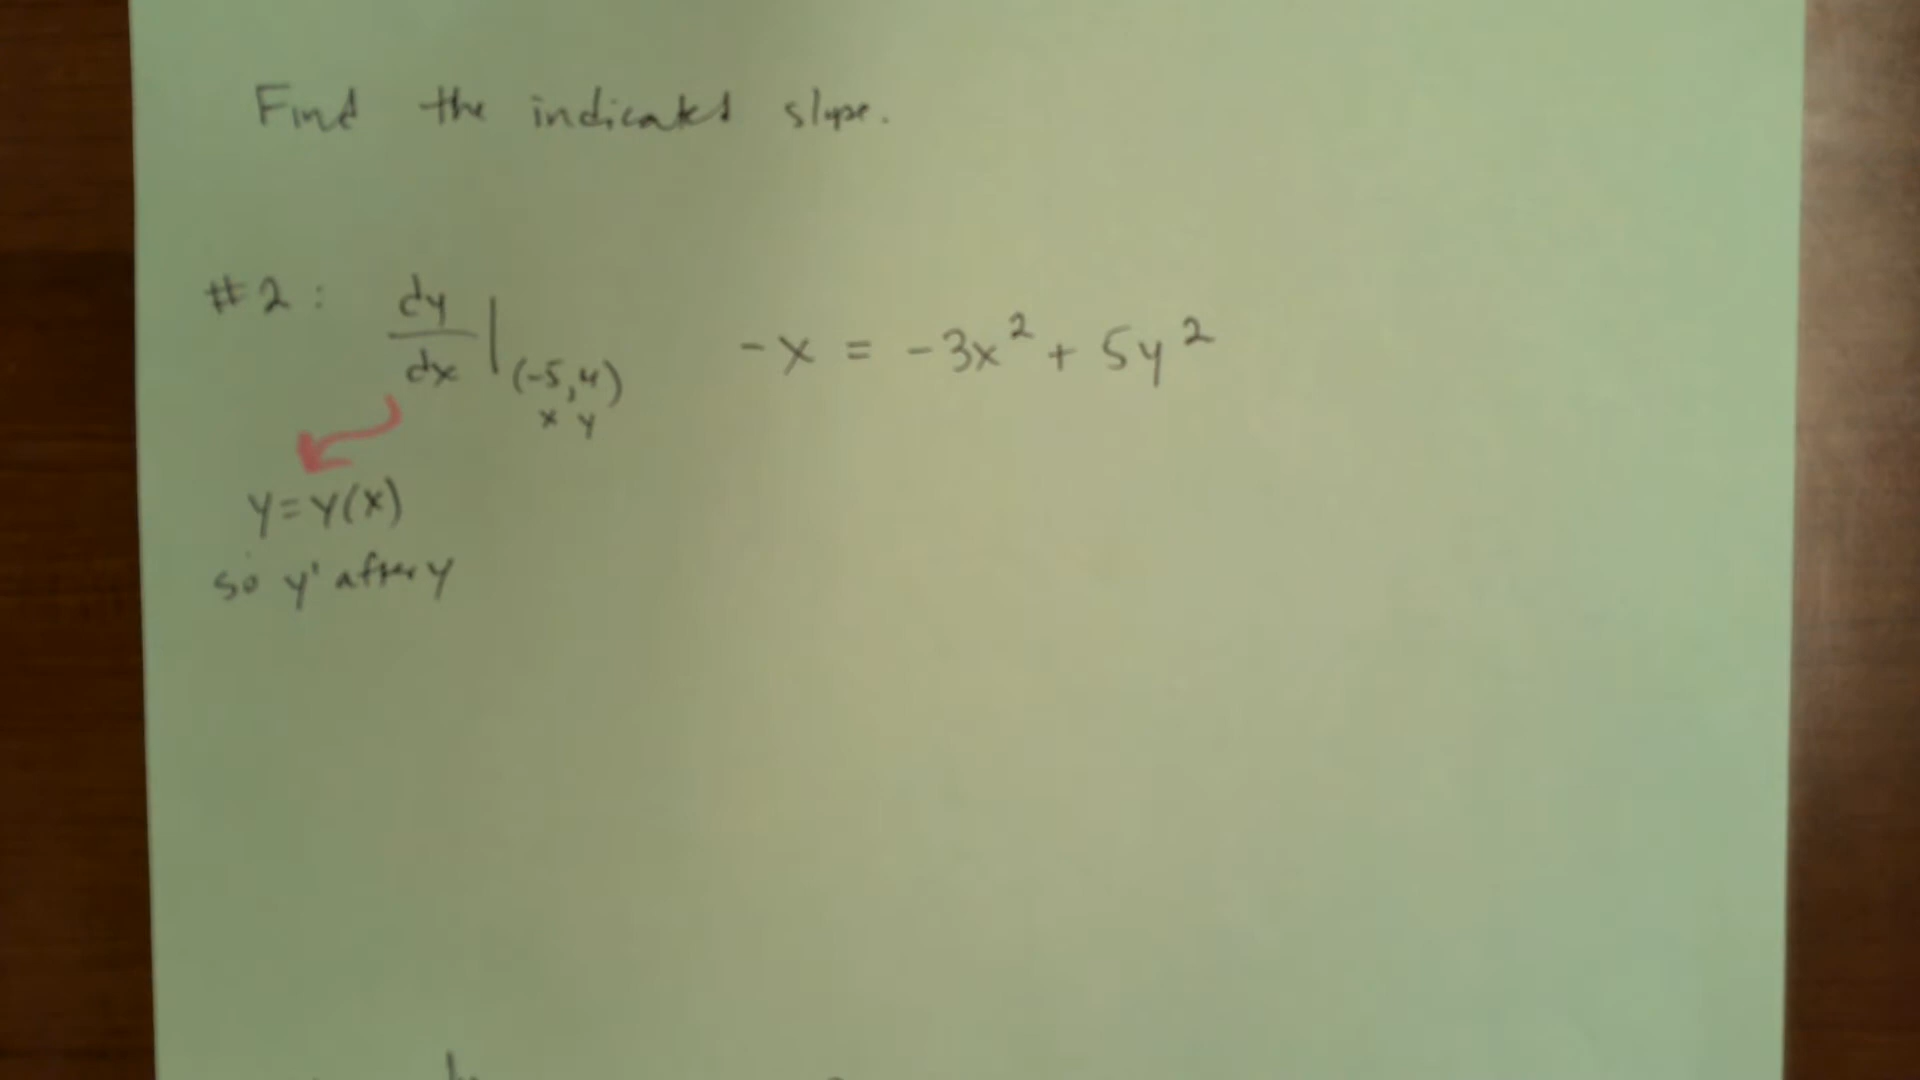 Find the indicated slope.
#2: dy/dx |(-5,4) -x = -3x² + 5y²
x y
y=y(x)
so y' after y